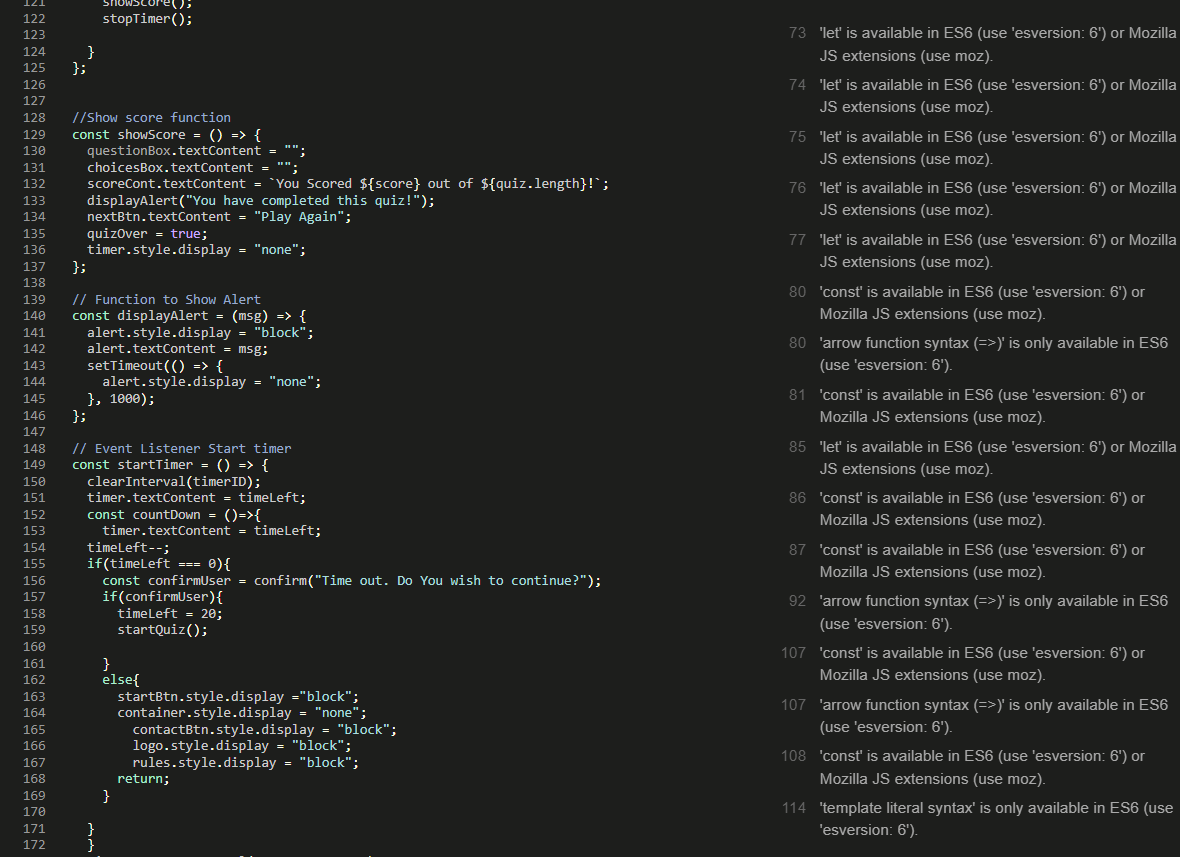 121 showScore();
122 stopTimer();
123
124 }
125 };
126
127
128 //Show score function
129 const showScore = () => {
130 questionBox.textContent = "";
131 choicesBox.textContent = "";
132 scoreCont.textContent = `You Scored ${score} out of ${quiz.length}!`;
133 displayAlert("You have completed this quiz!");
134 nextBtn.textContent = "Play Again";
135 quizOver = true;
136 timer.style.display = "none";
137 };
138
139 // Function to Show Alert
140 const displayAlert = (msg) => {
141 alert.style.display = "block";
142 alert.textContent = msg;
143 setTimeout(() => {
144 alert.style.display = "none";
145 }, 1000);
146 };
147
148 // Event Listener Start timer
149 const startTimer = () => {
150 clearInterval(timerID);
151 timer.textContent = timeLeft;
152 const countDown = ()=>{
153 timer.textContent = timeLeft;
154 timeLeft--;
155 if(timeLeft === 0){
156 const confirmUser = confirm("Time out. Do You wish to continue?");
157 if(confirmUser){
158 timeLeft = 20;
159 startQuiz();
160
161 }
162 else{
163 startBtn.style.display ="block";
164 container.style.display = "none";
165 contactBtn.style.display = "block";
166 logo.style.display = "block";
167 rules.style.display = "block";
168 return;
169 }
170
171 }
172 }
73 'let' is available in ES6 (use 'esversion: 6') or Mozilla
JS extensions (use moz).
74 'let' is available in ES6 (use 'esversion: 6') or Mozilla
JS extensions (use moz).
75 'let' is available in ES6 (use 'esversion: 6') or Mozilla
JS extensions (use moz).
76 'let' is available in ES6 (use 'esversion: 6') or Mozilla
JS extensions (use moz).
77 'let' is available in ES6 (use 'esversion: 6') or Mozilla
JS extensions (use moz).
80 'const' is available in ES6 (use 'esversion: 6') or
Mozilla JS extensions (use moz).
80 'arrow function syntax (=>)' is only available in ES6
(use 'esversion: 6').
81 'const' is available in ES6 (use 'esversion: 6') or
Mozilla JS extensions (use moz).
85 'let' is available in ES6 (use 'esversion: 6') or Mozilla
JS extensions (use moz).
86 'const' is available in ES6 (use 'esversion: 6') or
Mozilla JS extensions (use moz).
87 'const' is available in ES6 (use 'esversion: 6') or
Mozilla JS extensions (use moz).
92 'arrow function syntax (=>)' is only available in ES6
(use 'esversion: 6').
107 'const' is available in ES6 (use 'esversion: 6') or
Mozilla JS extensions (use moz).
107 'arrow function syntax (=>)' is only available in ES6
(use 'esversion: 6').
108 'const' is available in ES6 (use 'esversion: 6') or
Mozilla JS extensions (use moz).
114 'template literal syntax' is only available in ES6 (use
'esversion: 6').